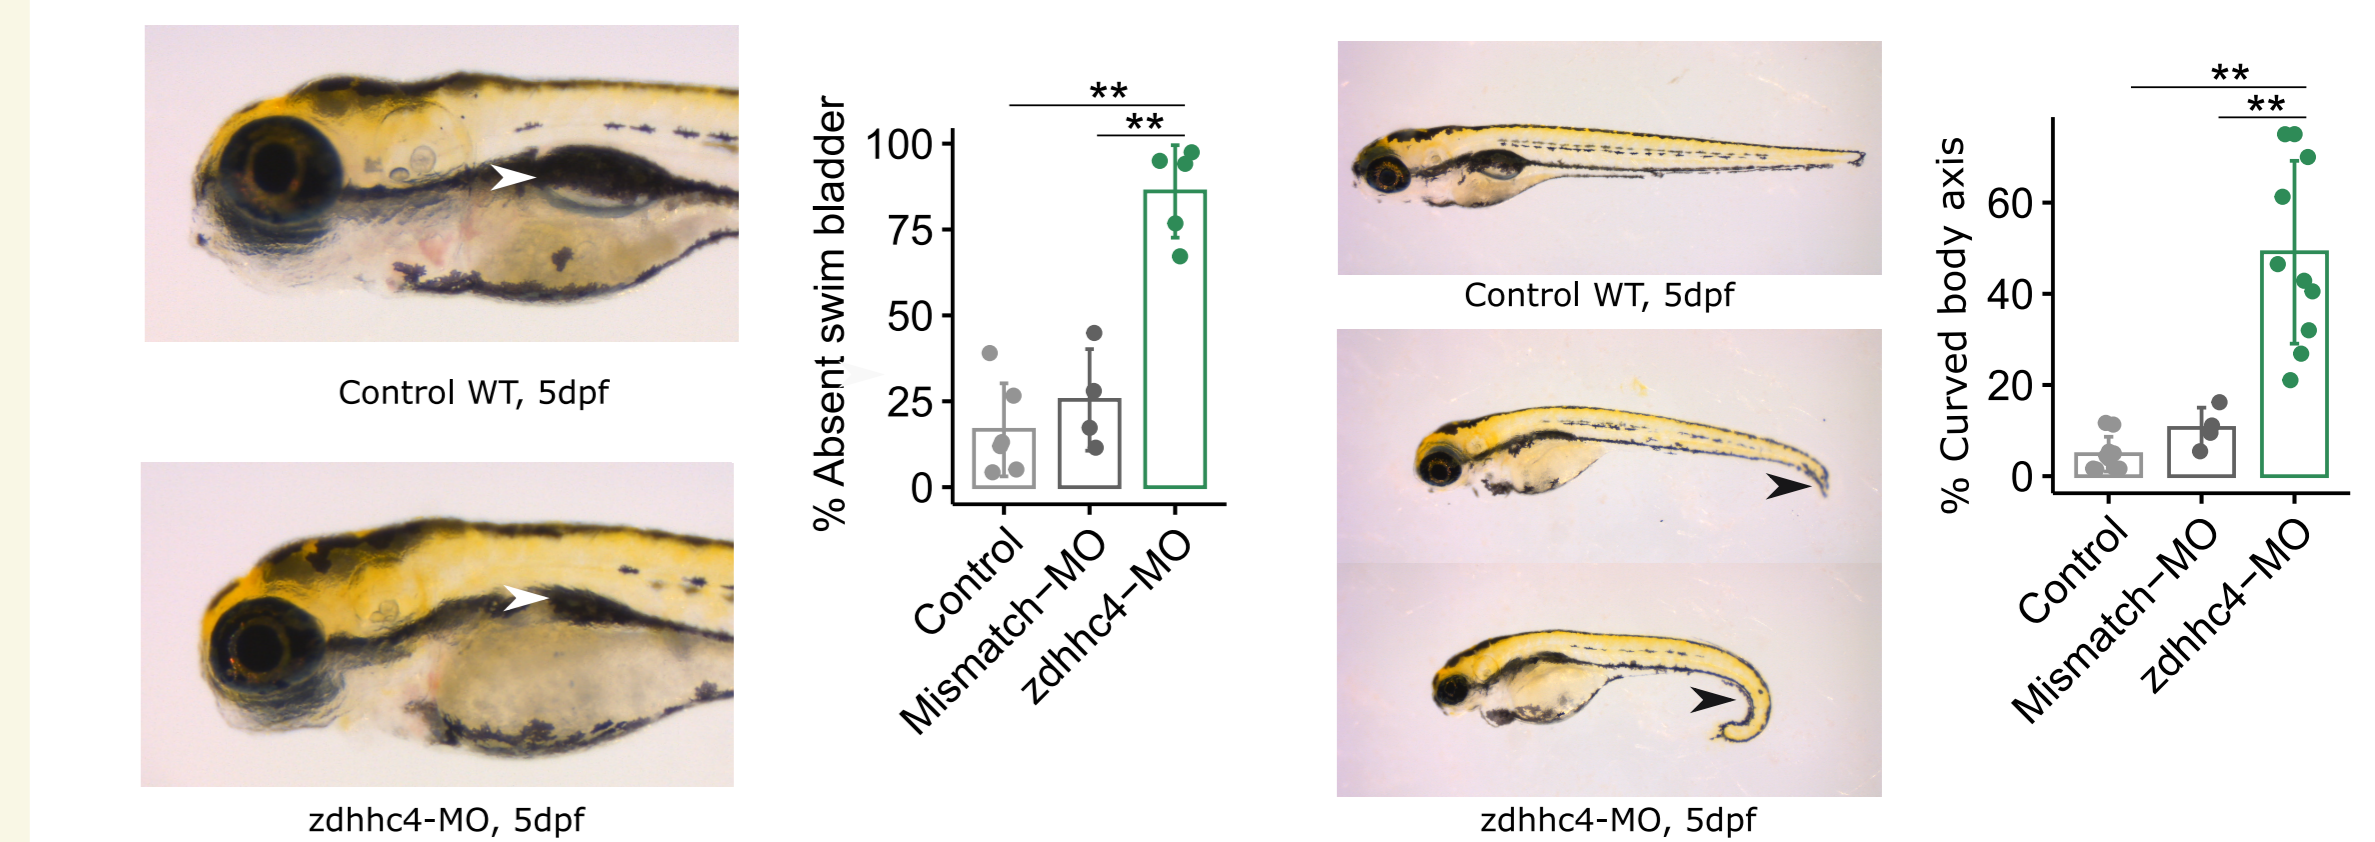 Control WT, 5dpf
zdhhc4-MO, 5dpf
% Absent swim bladder
100
75
50
25
0
**
**
Control
Mismatch–MO
zdhhc4–MO
Control WT, 5dpf
zdhhc4-MO, 5dpf
% Curved body axis
60
40
20
0
**
**
Control
Mismatch–MO
zdhhc4–MO